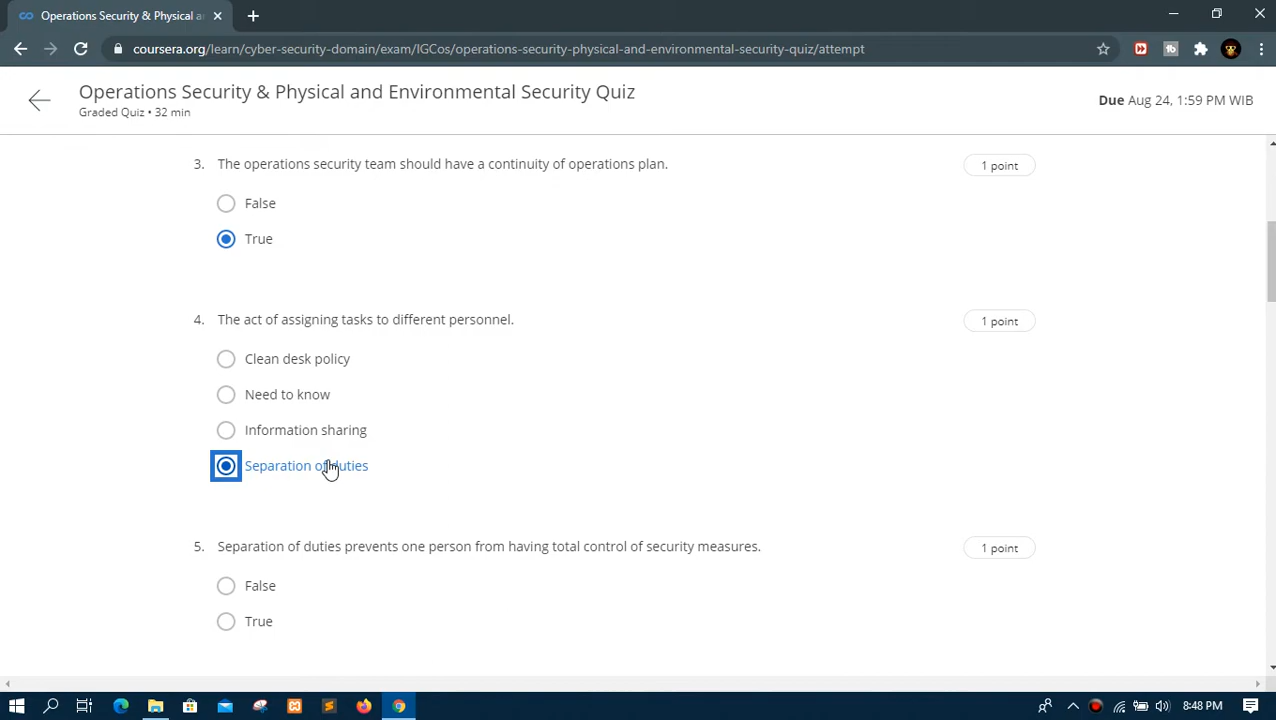 Operations Security & Physical a
coursera.org/learn/cyber-security-domain/exam/IGCos/operations-security-physical-and-environmental-security-quiz/attempt
Operations Security & Physical and Environmental Security Quiz
Graded Quiz • 32 min
Due Aug 24, 1:59 PM WIB
3. The operations security team should have a continuity of operations plan.
1 point
False
True
4. The act of assigning tasks to different personnel.
1 point
Clean desk policy
Need to know
Information sharing
Separation of duties
5. Separation of duties prevents one person from having total control of security measures.
1 point
False
True
8:48 PM